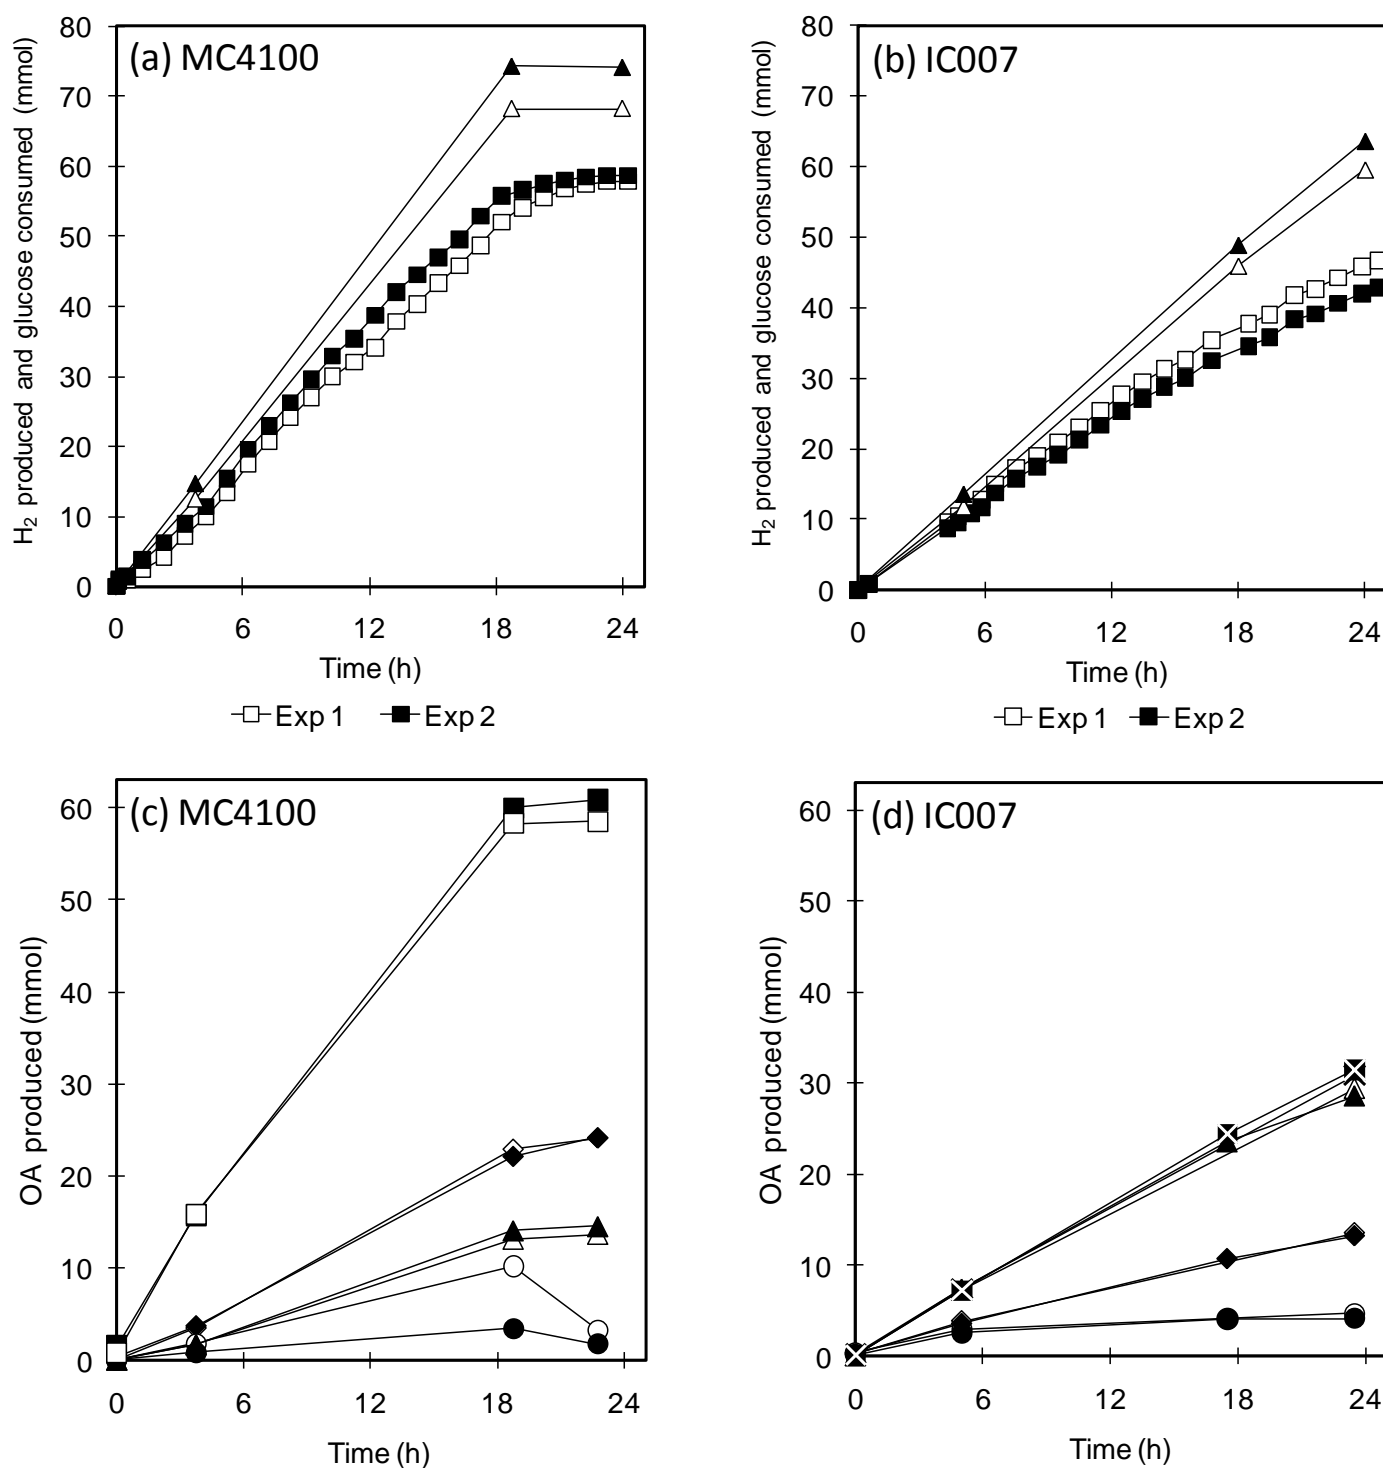 (a) MC4100
H₂ produced and glucose consumed (mmol)
80
70
60
50
40
30
20
10
0
0 6 12 18 24
Time (h)
Exp 1 Exp 2
(b) IC007
H₂ produced and glucose consumed (mmol)
80
70
60
50
40
30
20
10
0
0 6 12 18 24
Time (h)
Exp 1 Exp 2
(c) MC4100
OA produced (mmol)
60
50
40
30
20
10
0
0 6 12 18 24
Time (h)
(d) IC007
OA produced (mmol)
60
50
40
30
20
10
0
0 6 12 18 24
Time (h)